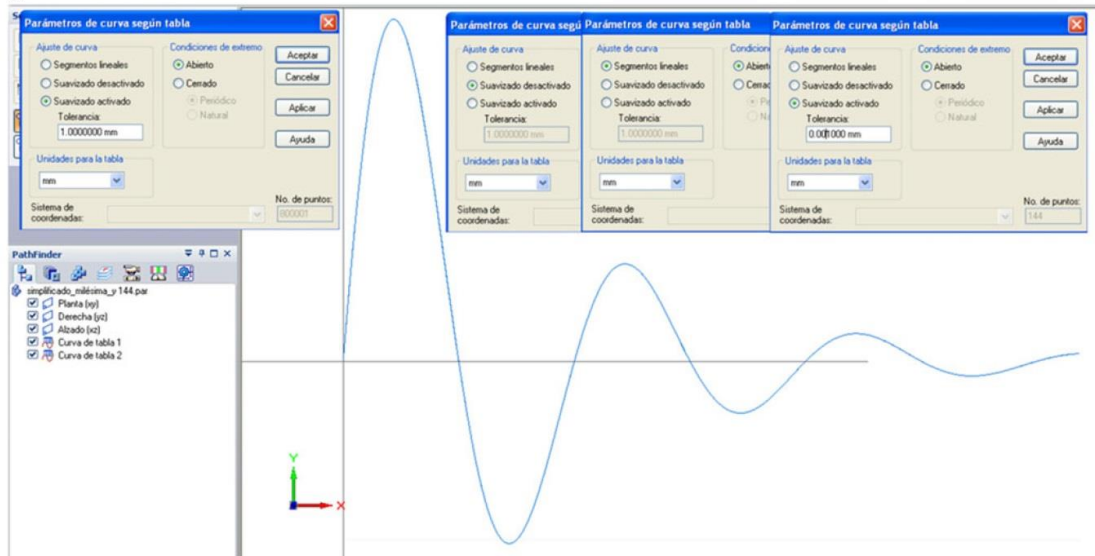 Parámetros de curva según tabla
Ajuste de curva
Segmentos lineales
Suavizado desactivado
Suavizado activado
Tolerancia:
1.0000000 mm
Condiciones de extremo
Abierto
Cerrado
Periódico
Natural
Aceptar
Cancelar
Aplicar
Ayuda
Unidades para la tabla
mm
Sistema de
coordenadas:
No. de puntos:
800001
Parámetros de curva segú
Ajuste de curva
Segmentos lineales
Suavizado desactivado
Suavizado activado
Tolerancia:
1.0000000 mm
Unidades para la tabla
mm
Sistema de
coordenadas:
Parámetros de curva según tabla
Ajuste de curva
Segmentos lineales
Suavizado desactivado
Suavizado activado
Tolerancia:
1.0000000 mm
Abiert
Cerrac
Unidades para la tabla
mm
Sistema de
coordenadas:
Parámetros de curva según tabla
Ajuste de curva
Segmentos lineales
Suavizado desactivado
Suavizado activado
Tolerancia:
0.001000 mm
Condiciones de extremo
Abierto
Cerrado
Periódico
Natural
Aceptar
Cancelar
Aplicar
Ayuda
Unidades para la tabla
mm
Sistema de
coordenadas:
No. de puntos:
144
PathFinder
simplificado_milésima_y 144.par
Planta (xy)
Derecha (yz)
Alzado (xz)
Curva de tabla 1
Curva de tabla 2
Y
X